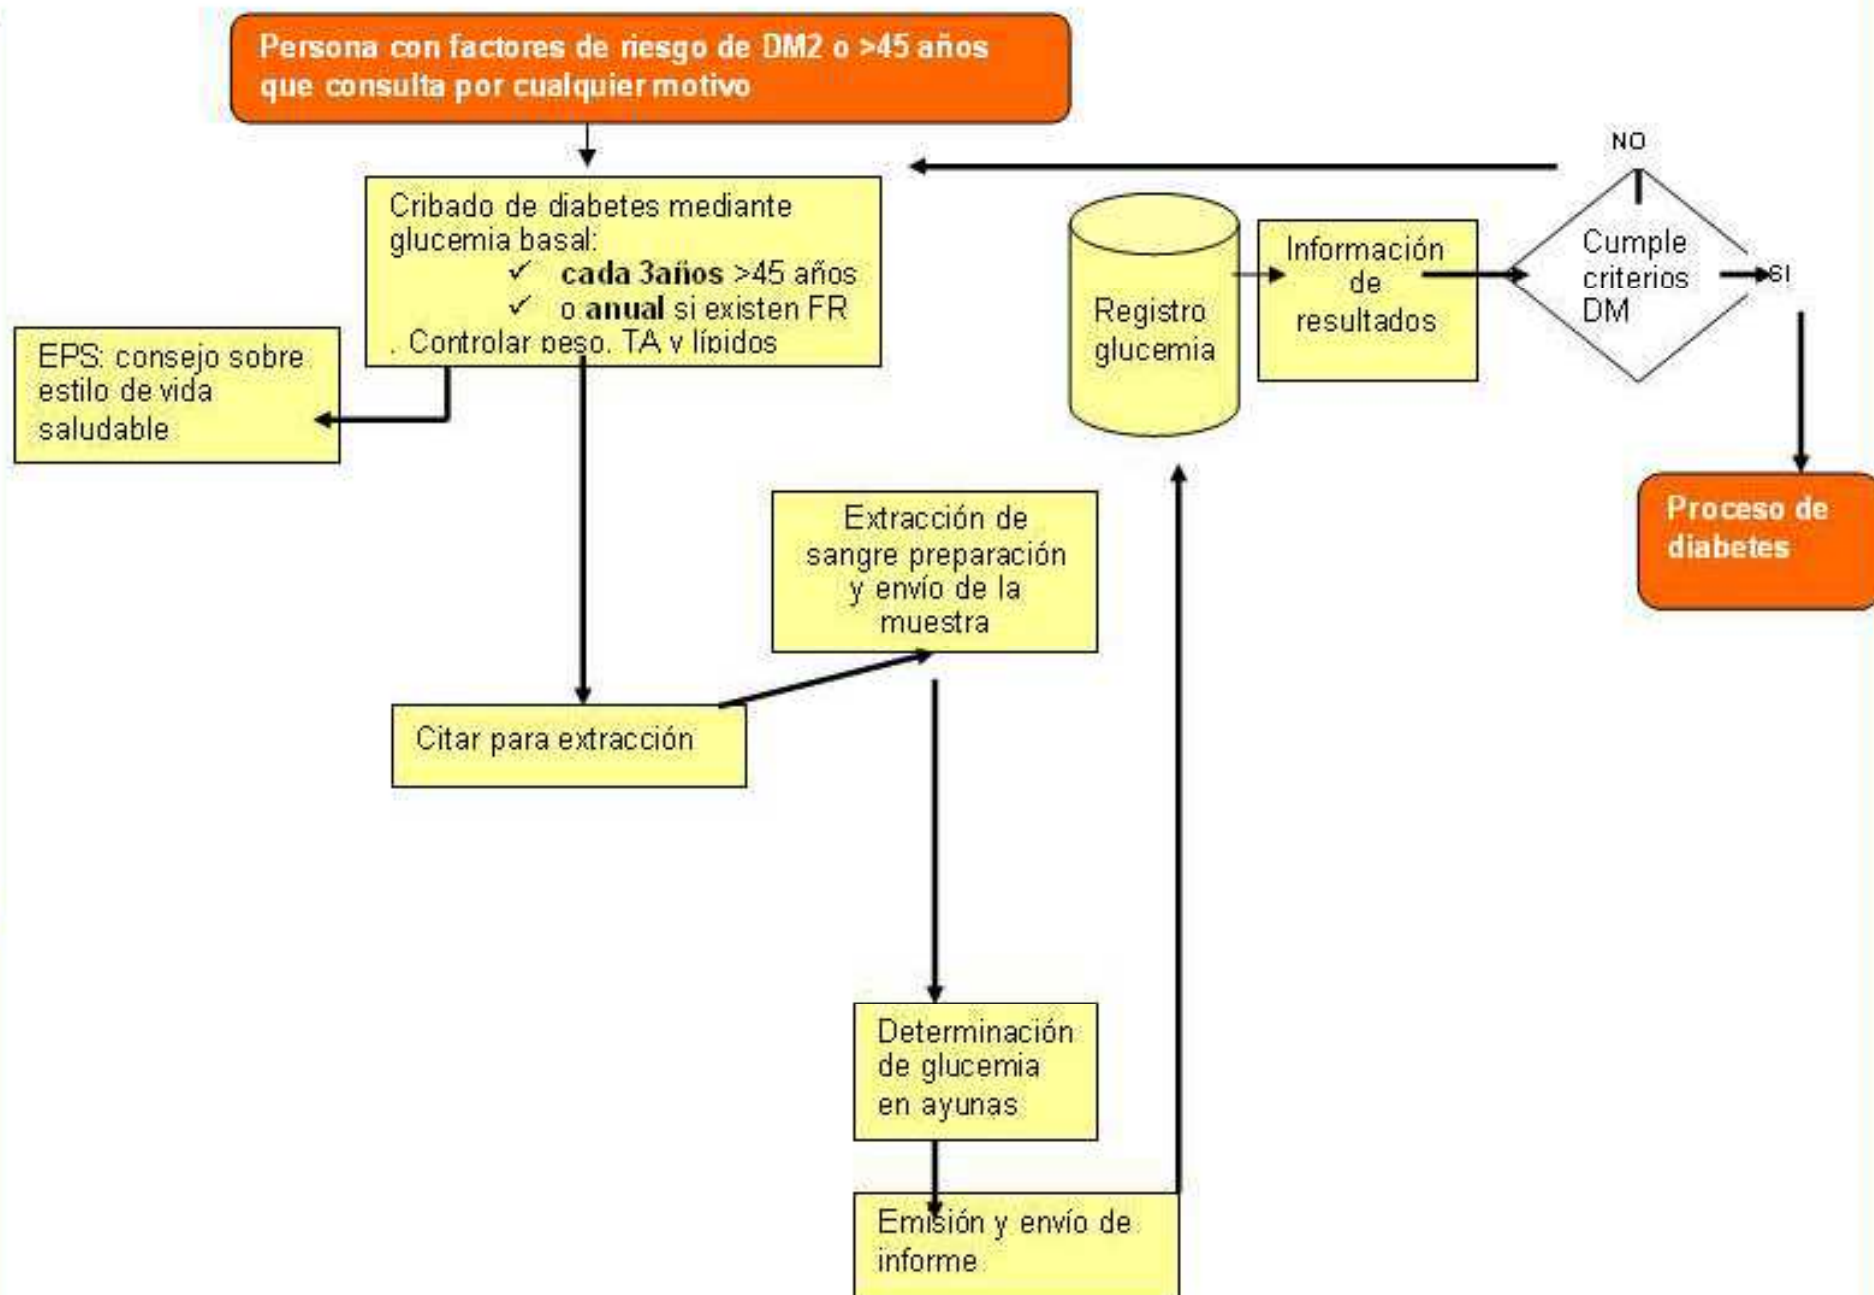 Persona con factores de riesgo de DM2 o >45 años
que consulta por cualquier motivo
Cribado de diabetes mediante
glucemia basal:
✓ cada 3años >45 años
✓ o anual si existen FR
. Controlar peso, TA y lípidos
EPS: consejo sobre
estilo de vida
saludable
Citar para extracción
Extracción de
sangre preparación
y envío de la
muestra
Determinación
de glucemia
en ayunas
Emisión y envío de
informe
Registro
glucemia
Información
de
resultados
Cumple
criterios
DM
NO
SI
Proceso de
diabetes